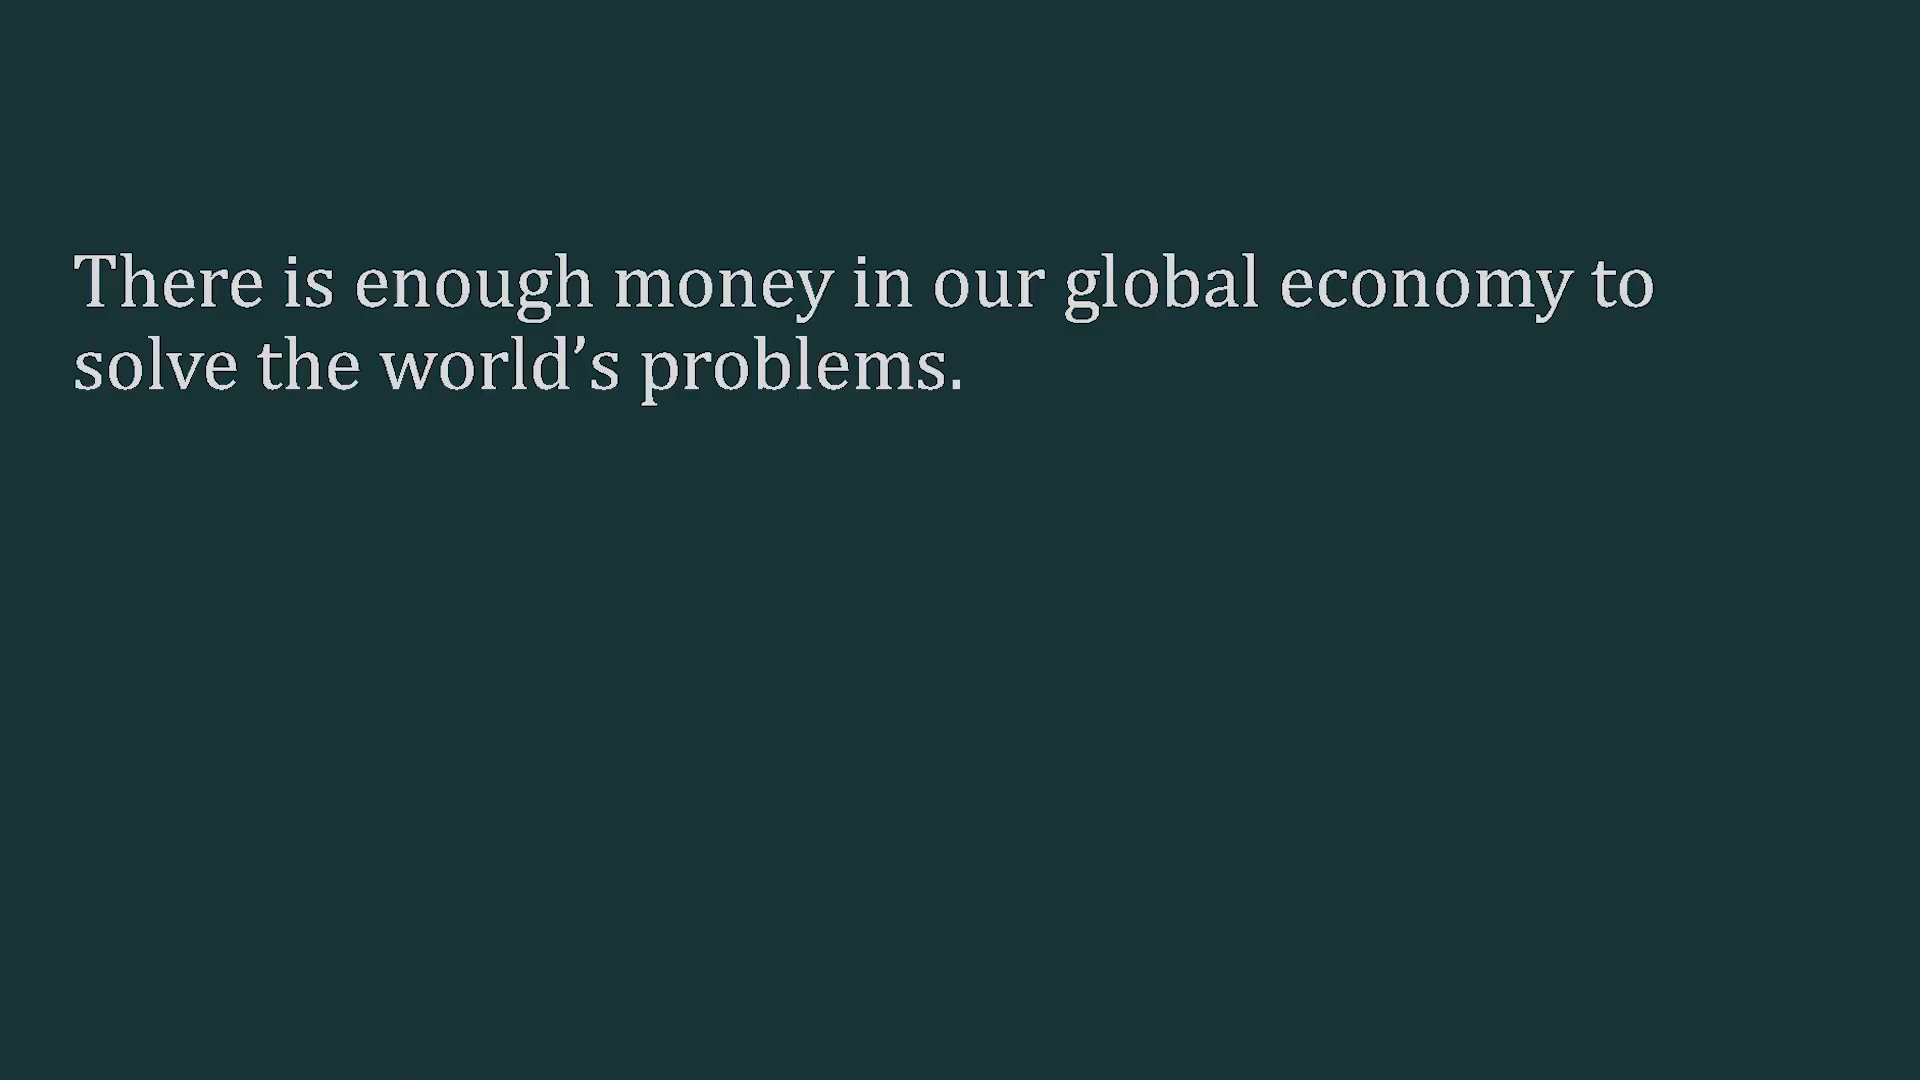 There is enough money in our global economy to
solve the world’s problems.